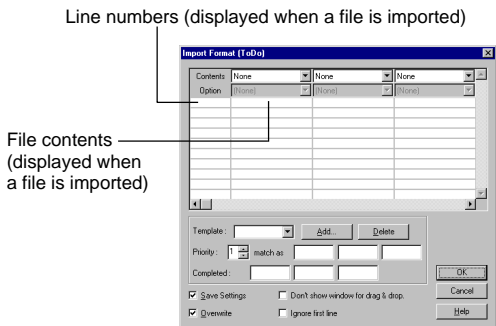 Line numbers (displayed when a file is imported)
Import Format (ToDo)
Contents None None None
Option (None) (None) (None)
File contents
(displayed when
a file is imported)
Template: Add... Delete
Priority: 1 match as
Completed:
OK
Save Settings Don't show window for drag & drop. Cancel
Overwrite Ignore first line Help